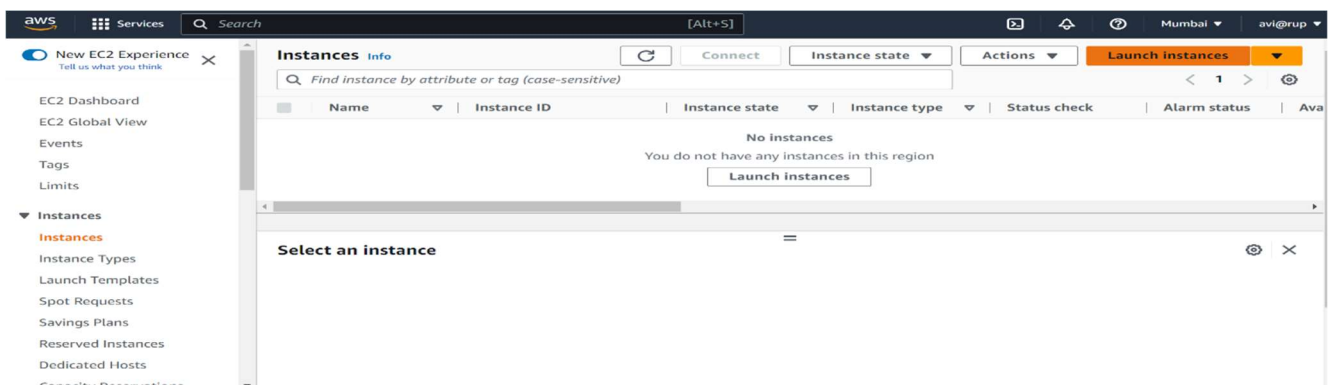 aws Services Search [Alt+S] Mumbai avi@rup
New EC2 Experience
Tell us what you think
EC2 Dashboard
EC2 Global View
Events
Tags
Limits
Instances
Instances
Instance Types
Launch Templates
Spot Requests
Savings Plans
Reserved Instances
Dedicated Hosts
Capacity Reservations
Instances Info Connect Instance state Actions Launch instances
Find instance by attribute or tag (case-sensitive) 1
Name Instance ID Instance state Instance type Status check Alarm status Ava
No instances
You do not have any instances in this region
Launch instances
Select an instance